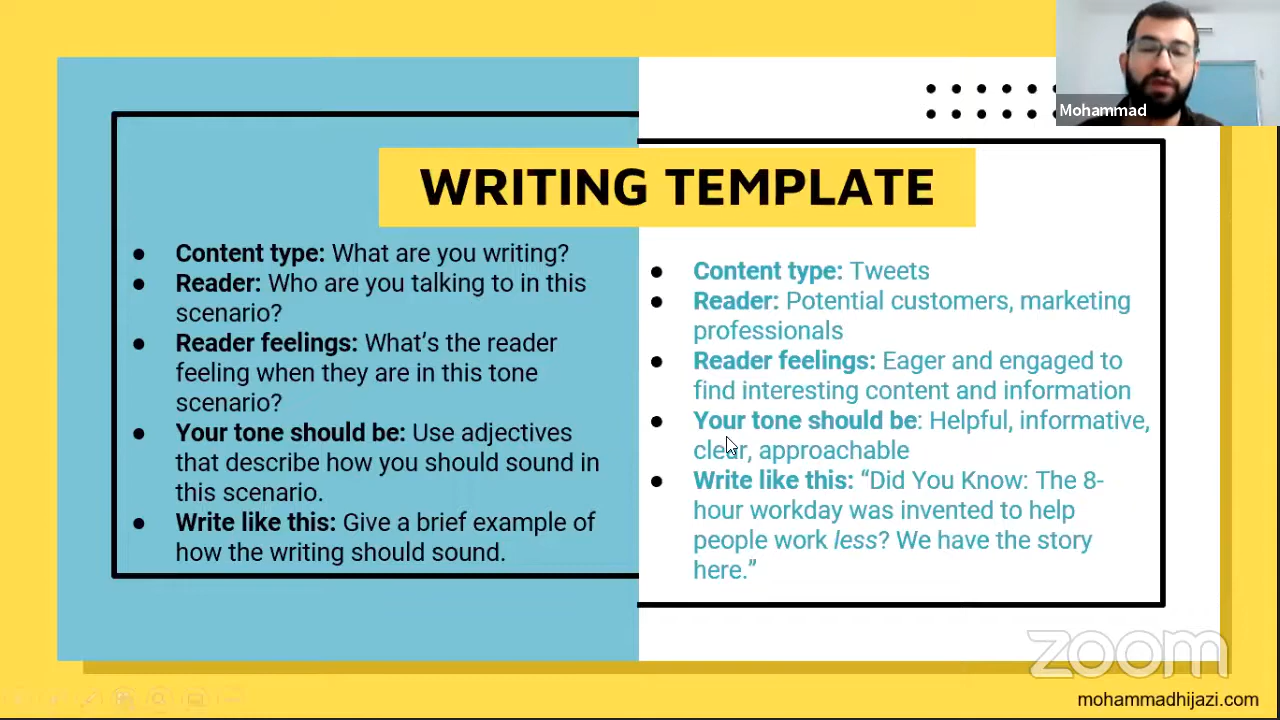 Mohammad
WRITING TEMPLATE
● Content type: What are you writing?
● Reader: Who are you talking to in this
scenario?
● Reader feelings: What's the reader
feeling when they are in this tone
scenario?
● Your tone should be: Use adjectives
that describe how you should sound in
this scenario.
● Write like this: Give a brief example of
how the writing should sound.
● Content type: Tweets
● Reader: Potential customers, marketing
professionals
● Reader feelings: Eager and engaged to
find interesting content and information
● Your tone should be: Helpful, informative,
clear, approachable
● Write like this: “Did You Know: The 8-
hour workday was invented to help
people work less? We have the story
here.”
zoom
mohammadhijazi.com